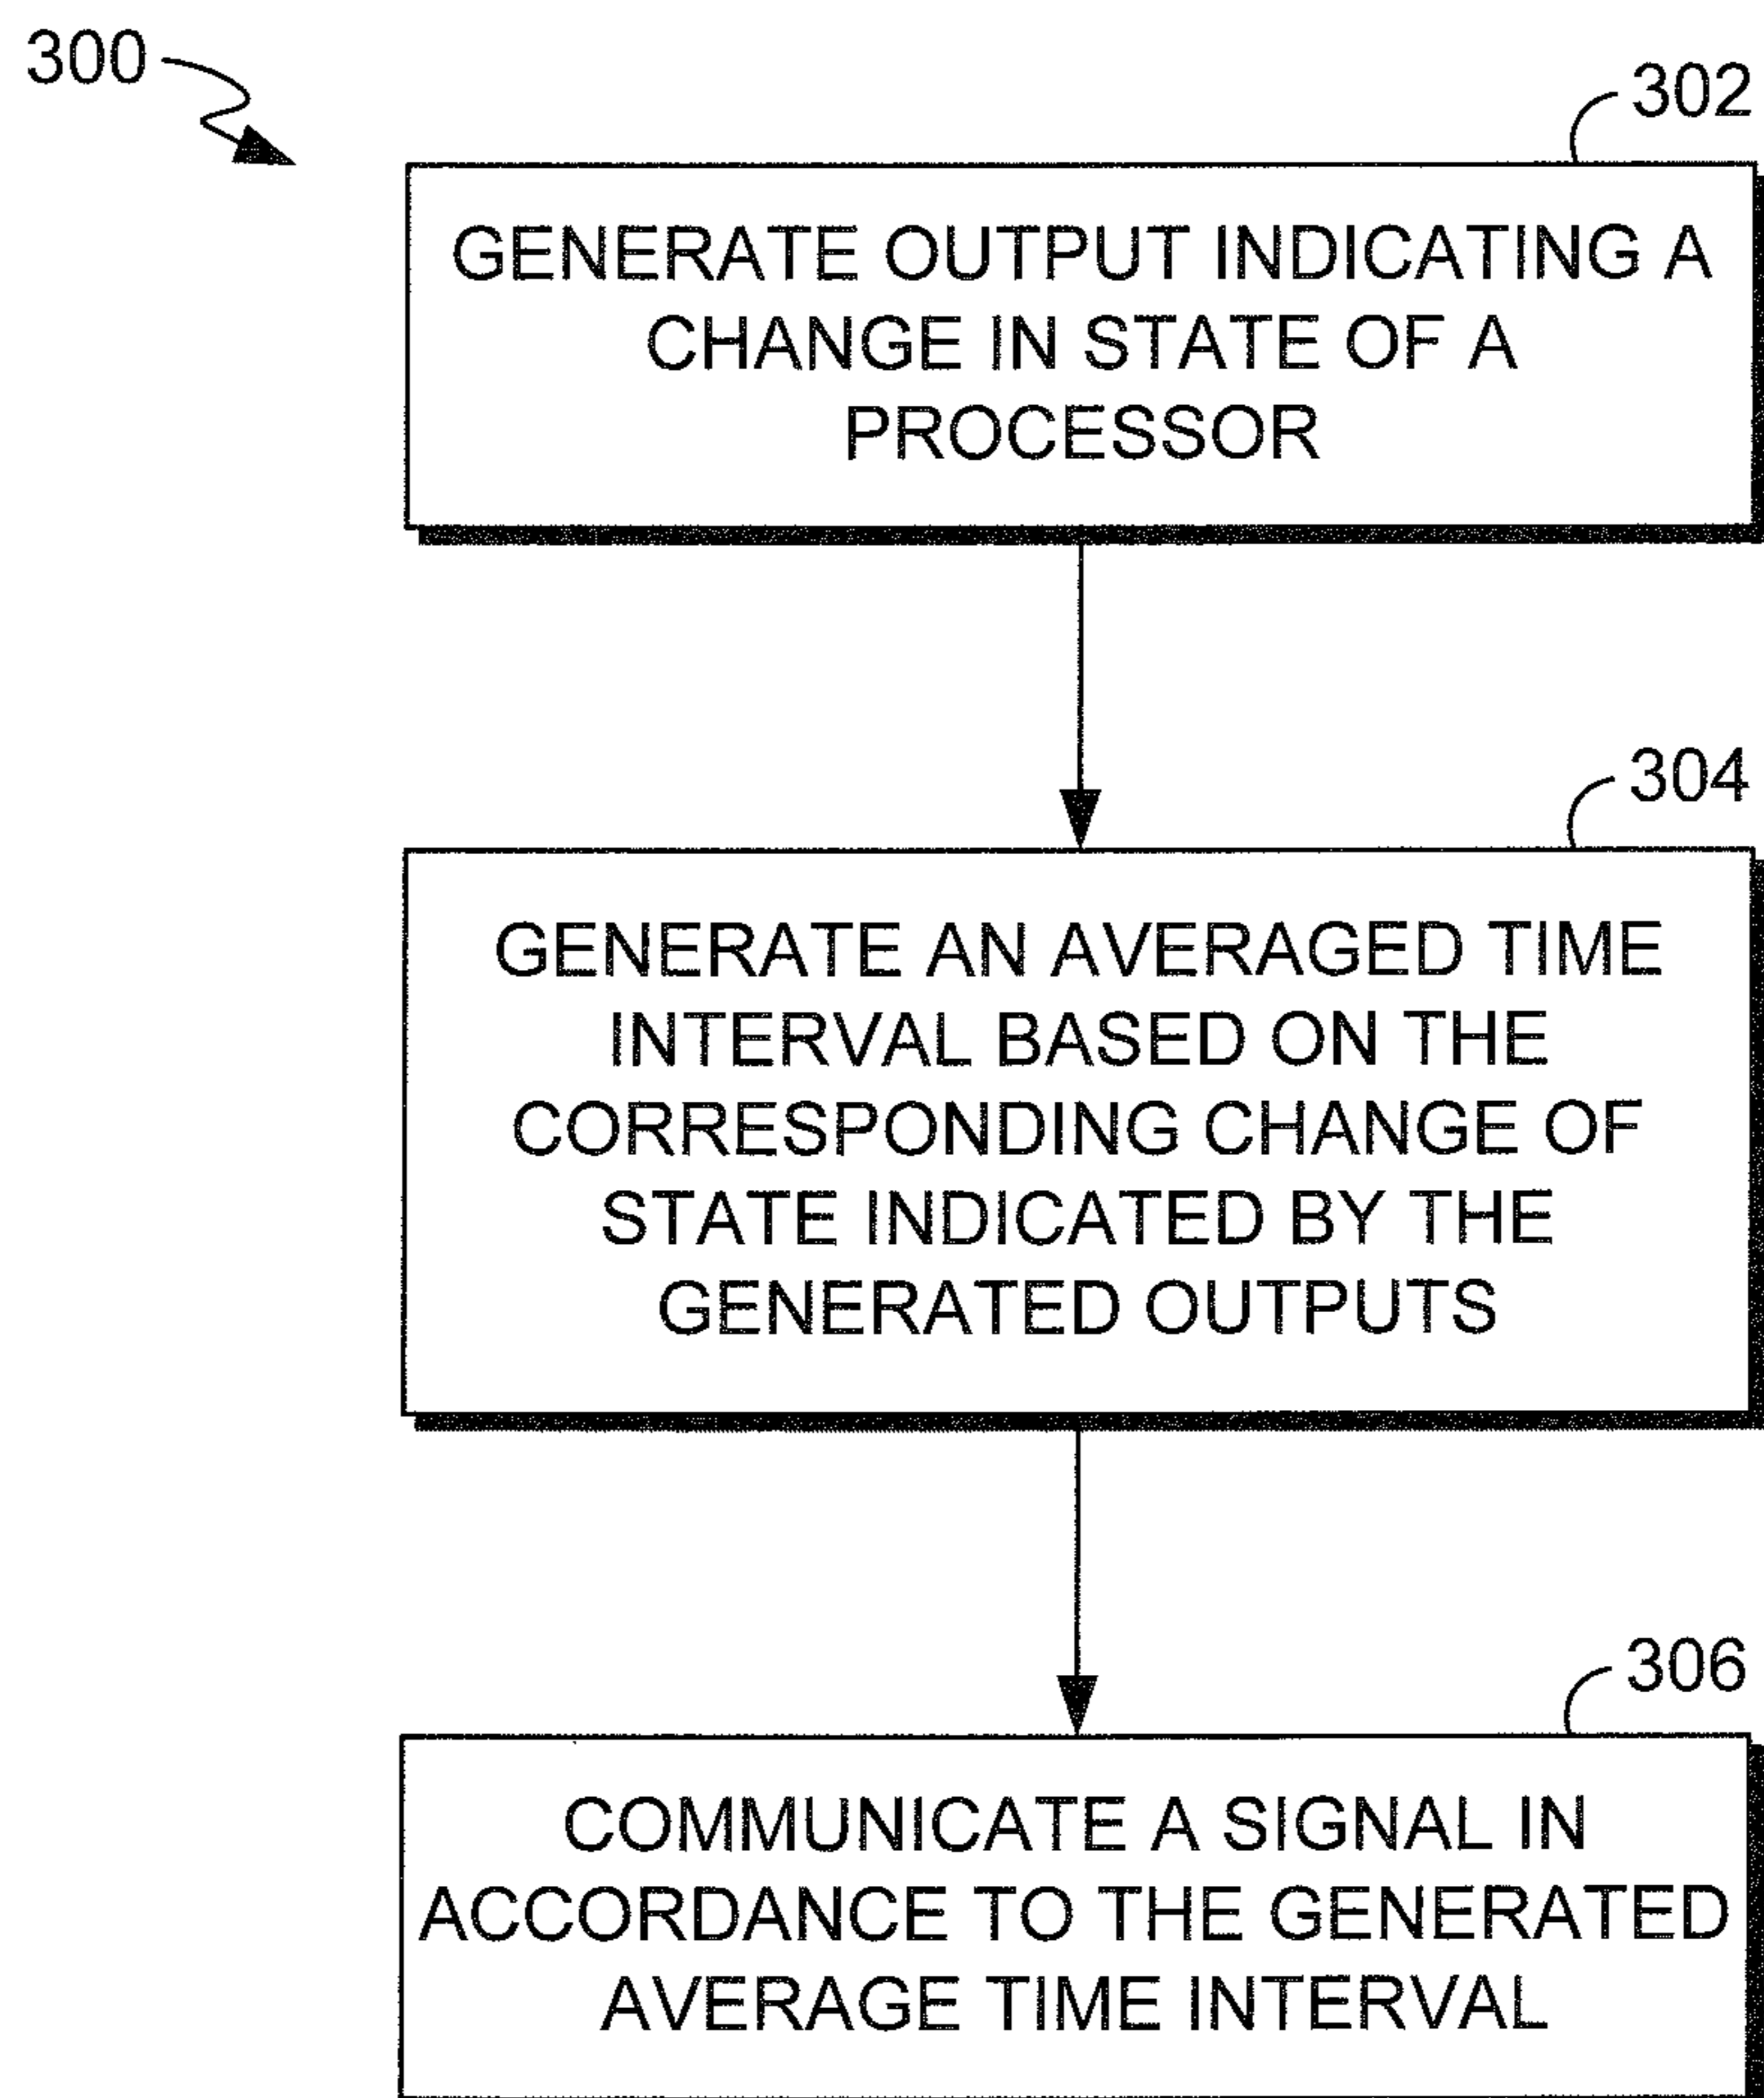 300
302
GENERATE OUTPUT INDICATING A
CHANGE IN STATE OF A
PROCESSOR
304
GENERATE AN AVERAGED TIME
INTERVAL BASED ON THE
CORRESPONDING CHANGE OF
STATE INDICATED BY THE
GENERATED OUTPUTS
306
COMMUNICATE A SIGNAL IN
ACCORDANCE TO THE GENERATED
AVERAGE TIME INTERVAL